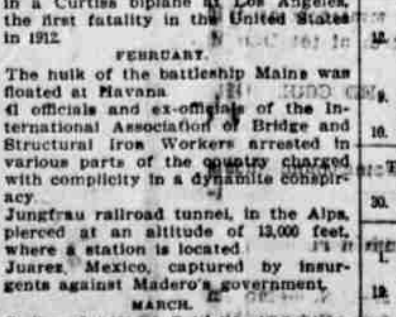 in a Curtiss biplane at Los Angeles,
the first fatality in the United States
in 1912.
FEBRUARY.
The hulk of the battleship Maine was
floated at Havana.
41 officials and ex-officials of the In-
ternational Association of Bridge and
Structural Iron Workers arrested in
various parts of the country charged
with complicity in a dynamite conspir-
acy.
Jungfrau railroad tunnel, in the Alps,
pierced at an altitude of 13,000 feet,
where a station is located.
Juarez, Mexico, captured by insur-
gents against Madero's government.
MARCH.
9.
10.
20.
1.